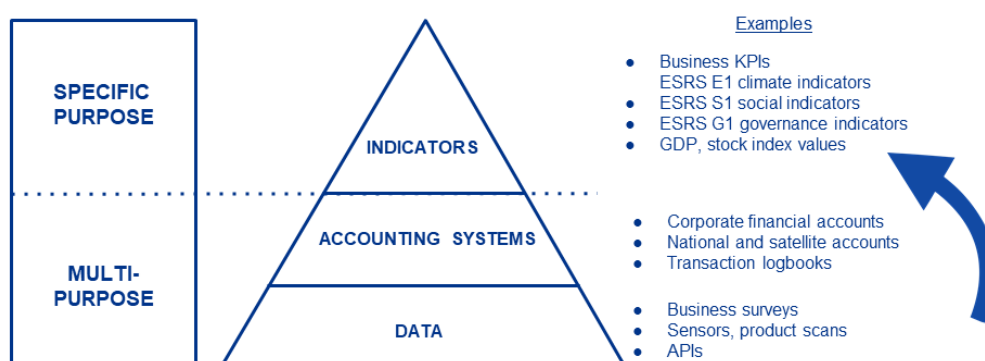 SPECIFIC
PURPOSE
MULTI-
PURPOSE
INDICATORS
ACCOUNTING SYSTEMS
DATA
Examples
● Business KPIs
ESRS E1 climate indicators
● ESRS S1 social indicators
● ESRS G1 governance indicators
● GDP, stock index values
● Corporate financial accounts
● National and satellite accounts
● Transaction logbooks
● Business surveys
● Sensors, product scans
● APIs